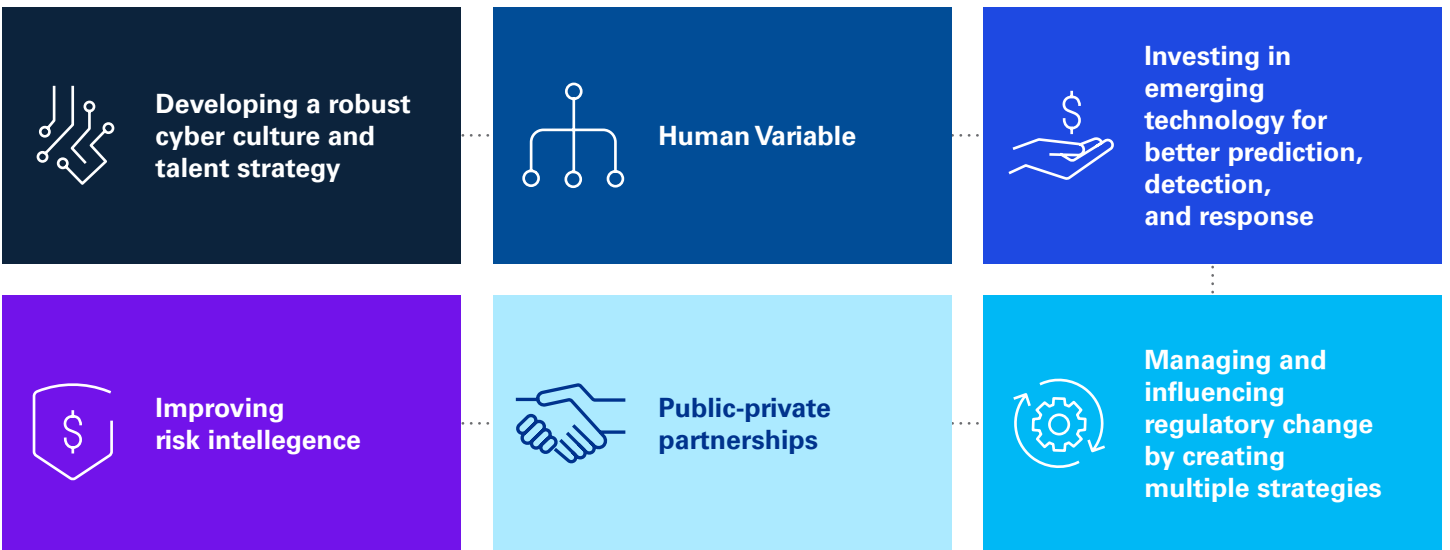 Developing a robust
cyber culture and
talent strategy
Human Variable
Investing in
emerging
technology for
better prediction,
detection,
and response
Improving
risk intellegence
Public-private
partnerships
Managing and
influencing
regulatory change
by creating
multiple strategies